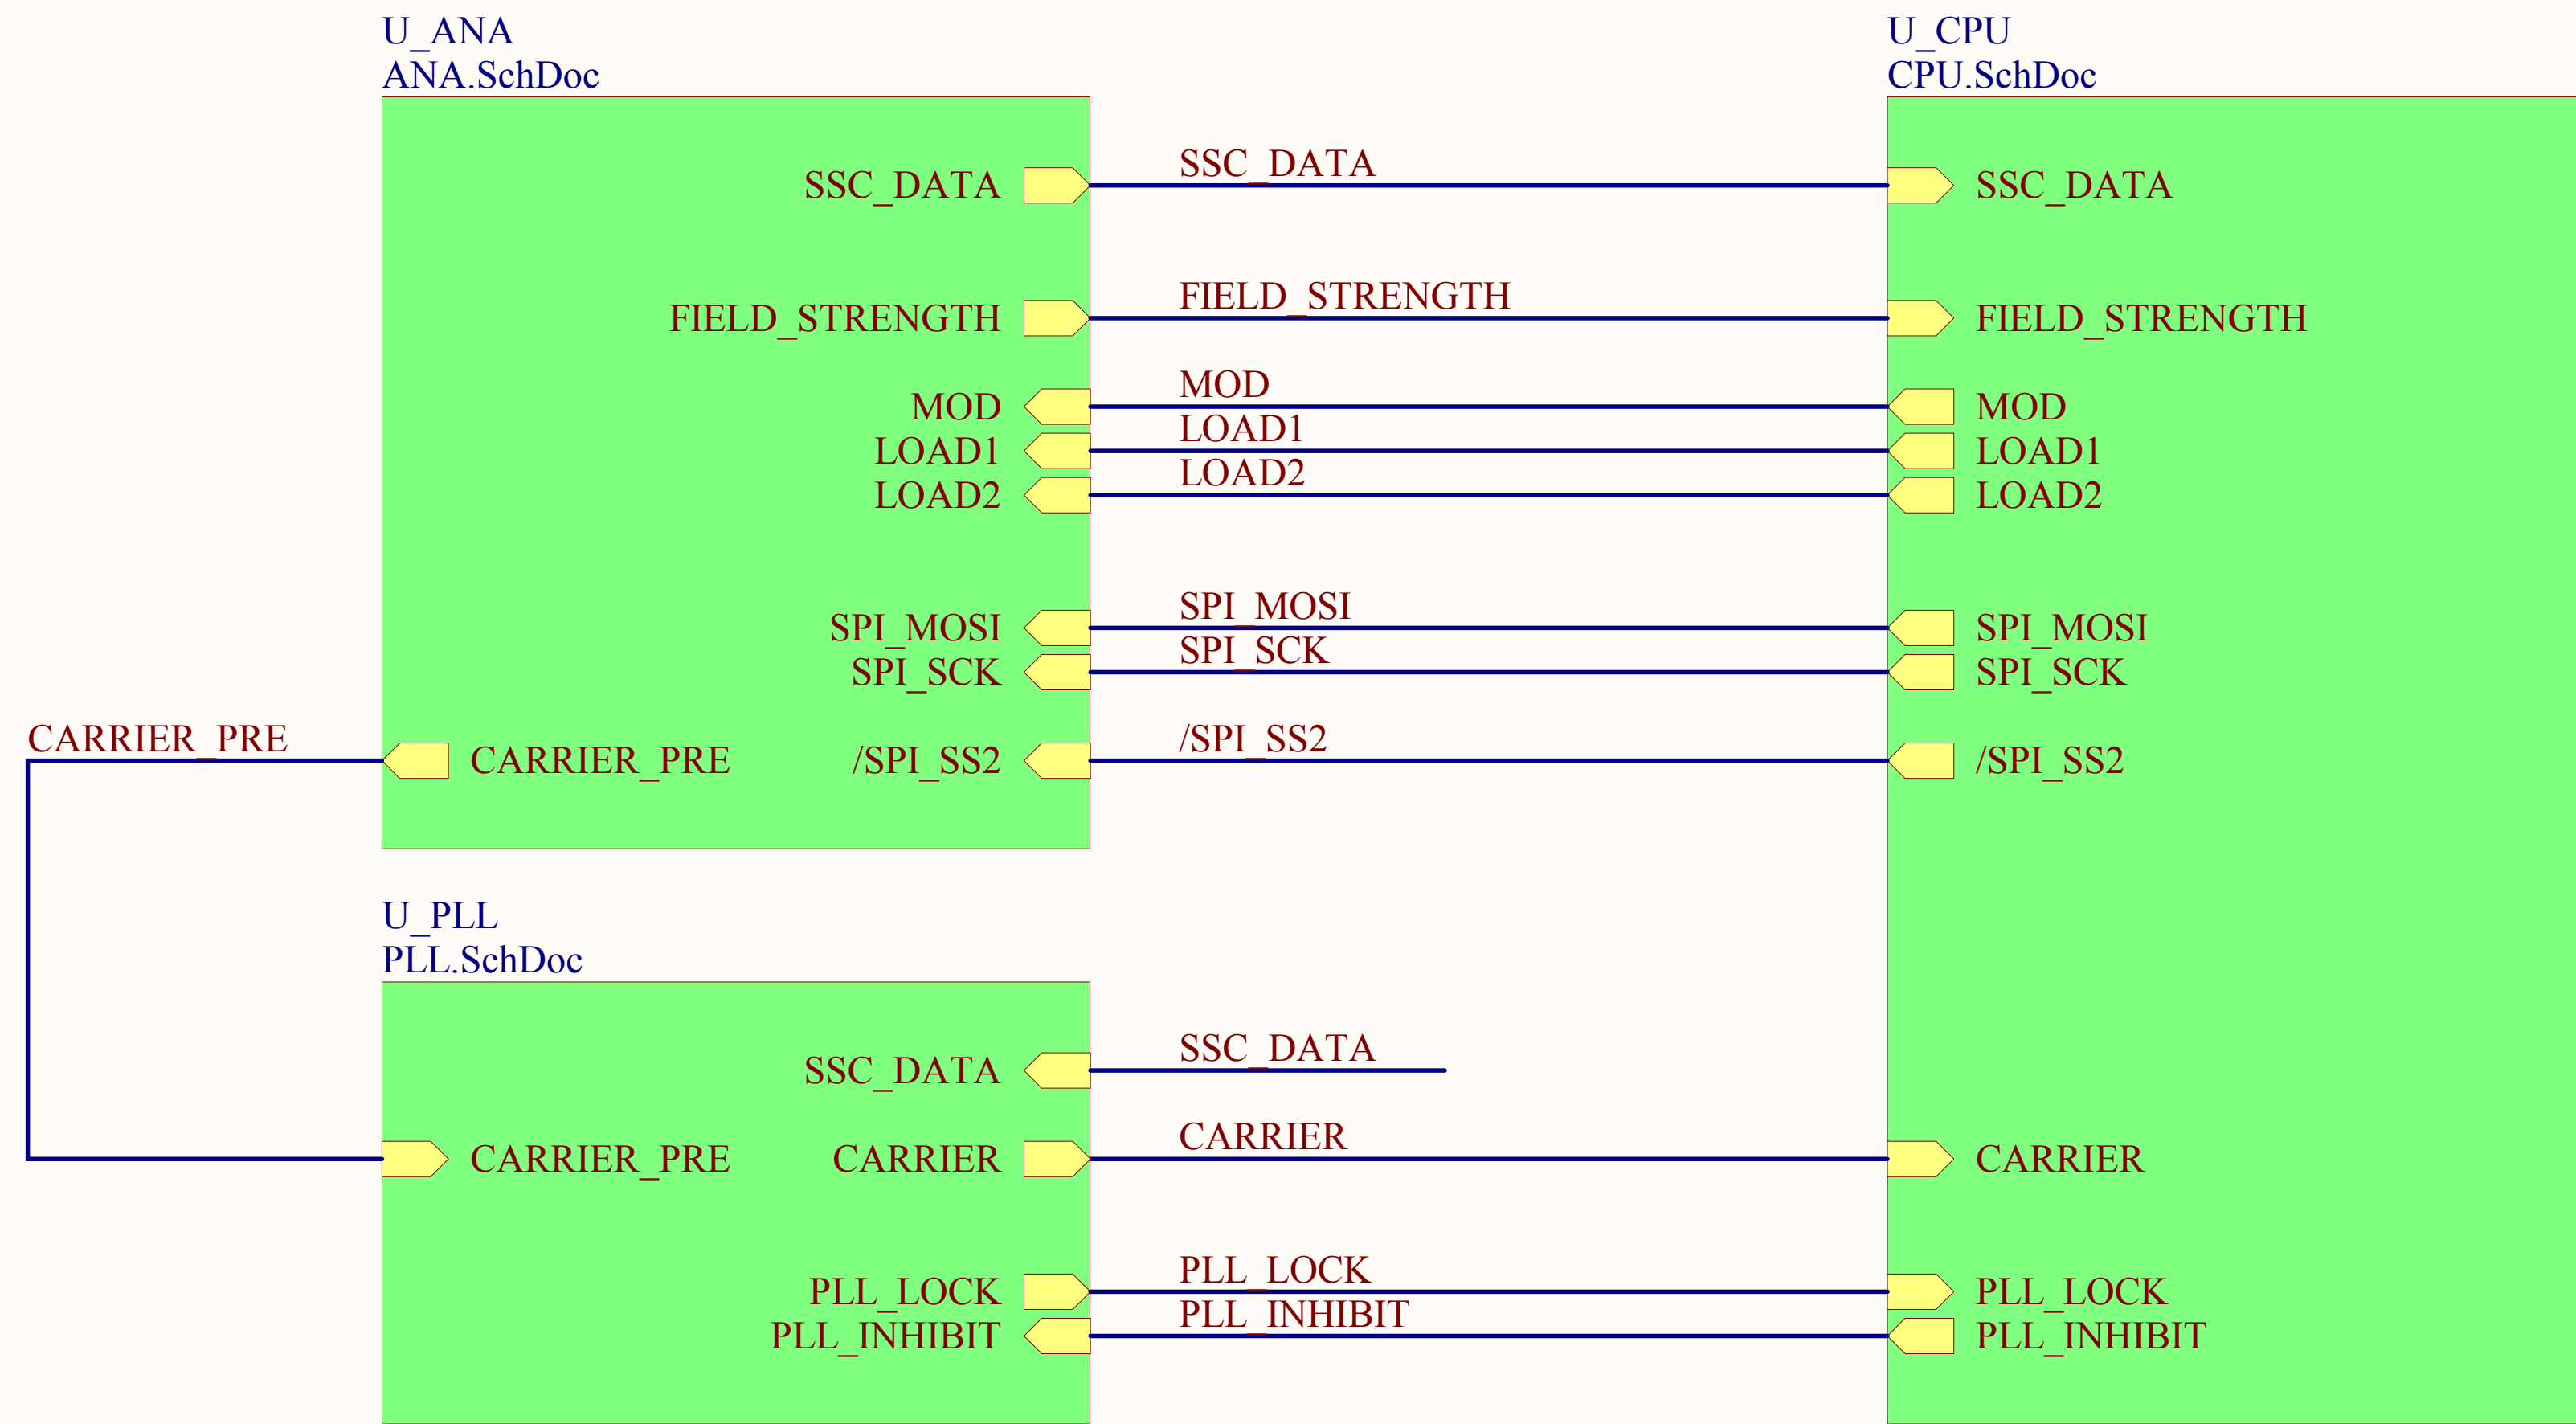 U_ANA
ANA.SchDoc
U_CPU
CPU.SchDoc
SSC_DATA
SSC_DATA
SSC_DATA
FIELD_STRENGTH
FIELD_STRENGTH
FIELD_STRENGTH
MOD
MOD
MOD
LOAD1
LOAD1
LOAD1
LOAD2
LOAD2
LOAD2
SPI_MOSI
SPI_MOSI
SPI_MOSI
SPI_SCK
SPI_SCK
SPI_SCK
CARRIER_PRE
CARRIER_PRE
/SPI_SS2
/SPI_SS2
/SPI_SS2
U_PLL
PLL.SchDoc
SSC_DATA
SSC_DATA
CARRIER_PRE
CARRIER
CARRIER
CARRIER
PLL_LOCK
PLL_LOCK
PLL_LOCK
PLL_INHIBIT
PLL_INHIBIT
PLL_INHIBIT